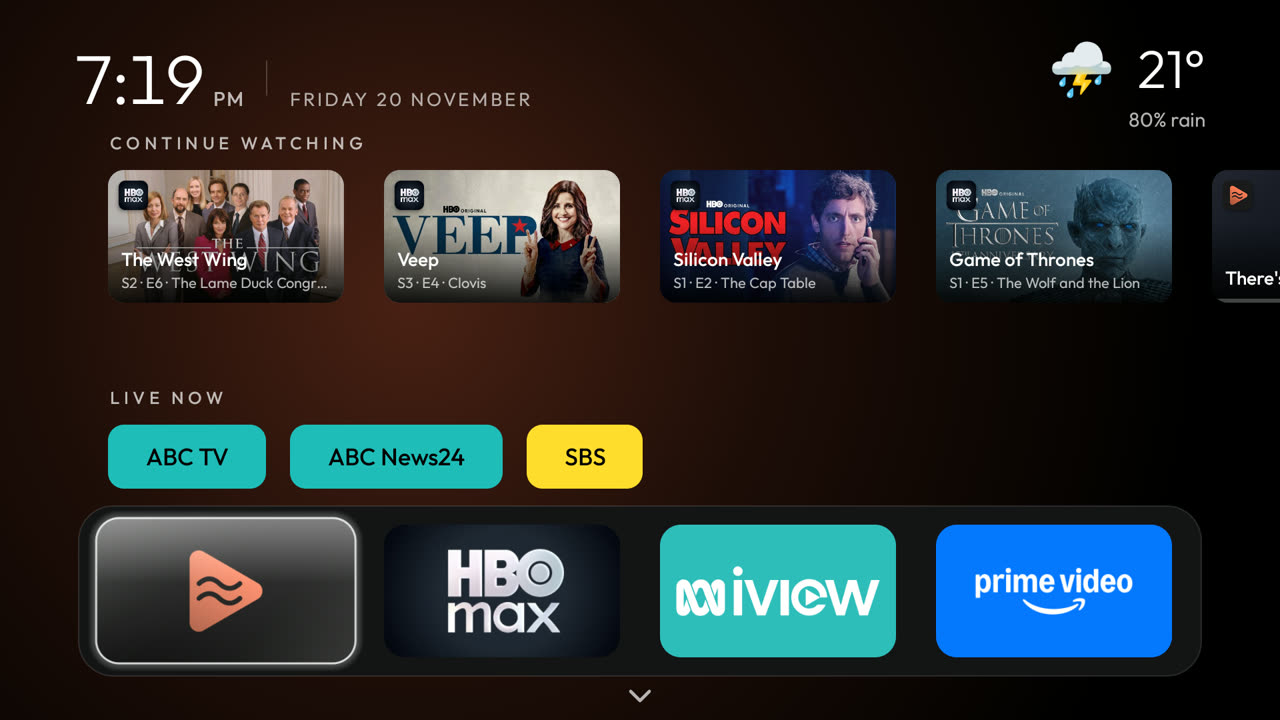 7:19 PM
FRIDAY 20 NOVEMBER
21°
80% rain
CONTINUE WATCHING
HBO max
THE
WEST WING
The West Wing
S2 · E6 · The Lame Duck Congr...
HBO max
HBO ORIGINAL
VEEP
Veep
S3 · E4 · Clovis
HBO max
HBO ORIGINAL
SILICON
VALLEY
Silicon Valley
S1 · E2 · The Cap Table
HBO max
HBO ORIGINAL
GAME OF
THRONES
Game of Thrones
S1 · E5 · The Wolf and the Lion
There's
LIVE NOW
ABC TV
ABC News24
SBS
HBO
max
iview
prime video